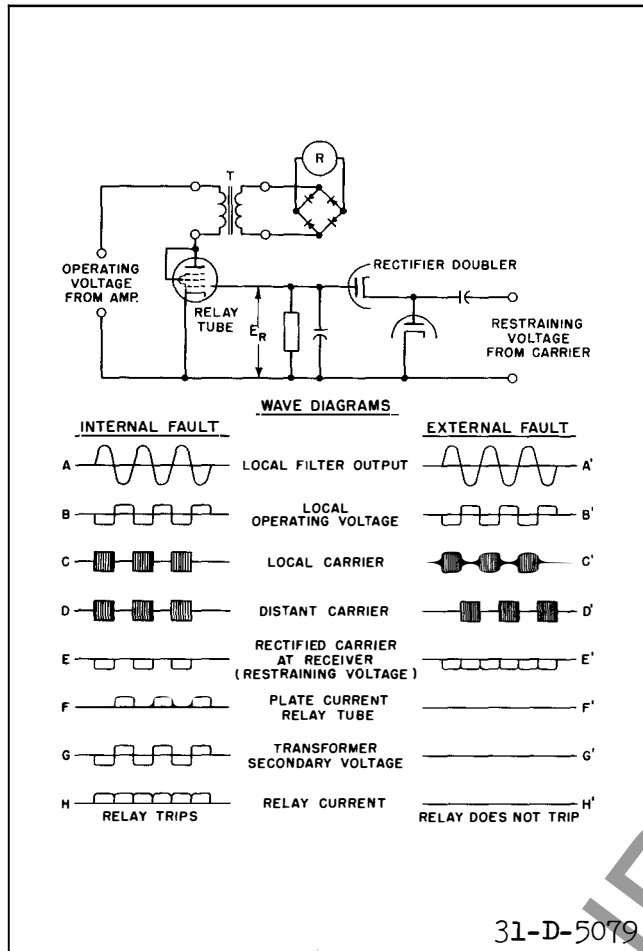 R
T
OPERATING
VOLTAGE
FROM AMP.
RELAY
TUBE
E_R
RECTIFIER DOUBLER
RESTRAINING
VOLTAGE
FROM CARRIER
WAVE DIAGRAMS
INTERNAL FAULT
EXTERNAL FAULT
A LOCAL FILTER OUTPUT A'
B LOCAL B'
OPERATING VOLTAGE
C LOCAL CARRIER C'
D DISTANT CARRIER D'
RECTIFIED CARRIER
E AT RECEIVER E'
(RESTRAINING VOLTAGE)
F PLATE CURRENT F'
RELAY TUBE
G TRANSFORMER G'
SECONDARY VOLTAGE
H RELAY CURRENT H'
RELAY TRIPS
RELAY DOES NOT TRIP
31-D-5079